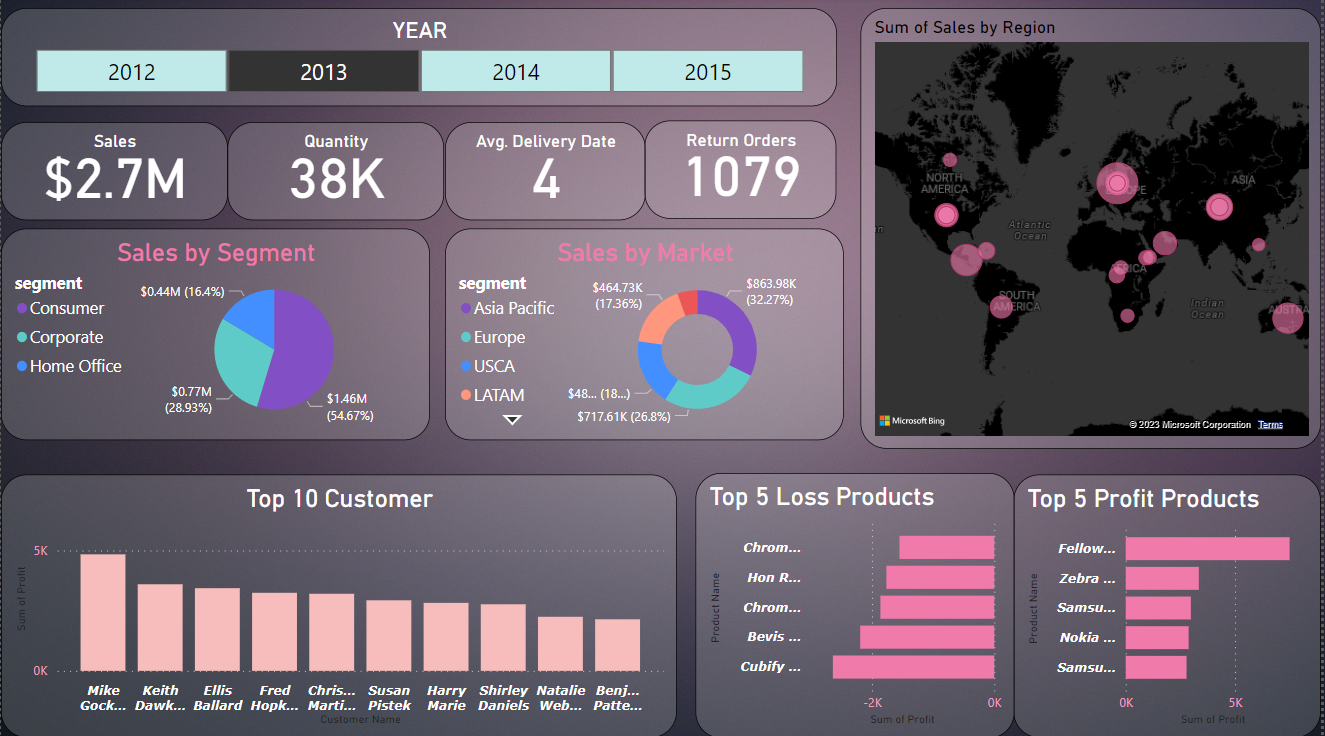 YEAR
2012
2013
2014
2015
Sum of Sales by Region
Sales
$2.7M
Quantity
38K
Avg. Delivery Date
4
Return Orders
1079
NORTH
AMERICA
ASIA
Atlantic
Ocean
SOUTH
AMERICA
Indian
Ocean
Microsoft Bing
© 2023 Microsoft Corporation Terms
Sales by Segment
segment
Consumer
Corporate
Home Office
$0.44M (16.4%)
$0.77M
(28.93%)
$1.46M
(54.67%)
Sales by Market
segment
Asia Pacific
Europe
USCA
LATAM
$464.73K
(17.36%)
$863.98K
(32.27%)
$48... (18...)
$717.61K (26.8%)
Top 10 Customer
Sum of Profit
5K
0K
Mike
Gock...
Keith
Dawk...
Ellis
Ballard
Fred
Hopk...
Chris...
Marti...
Susan
Pistek
Harry
Marie
Shirley
Daniels
Natalie
Web...
Benj...
Patte...
Customer Name
Top 5 Loss Products
Product Name
Chrom...
Hon R...
Chrom...
Bevis ...
Cubify ...
-2K
0K
Sum of Profit
Top 5 Profit Products
Product Name
Fellow...
Zebra ...
Samsu...
Nokia ...
Samsu...
0K
5K
Sum of Profit